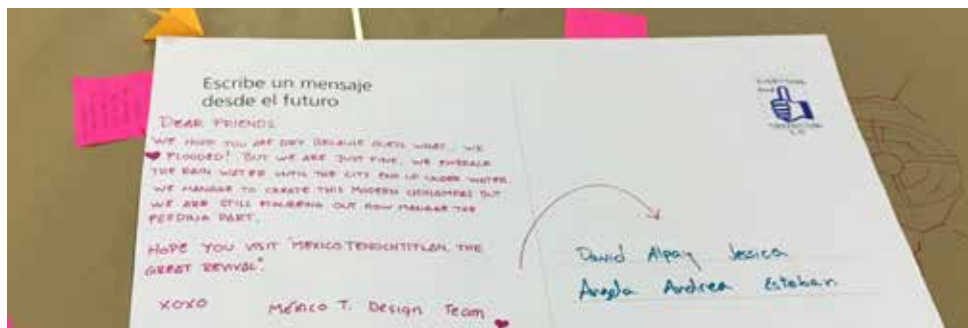 Escribe un mensaje
desde el futuro
DEAR FRIENDS
WE HOPE YOU ARE DRY BECAUSE GUESS WHAT.. WE
FLOODED! BUT WE ARE JUST FINE, WE EMBRACE
THE RAIN WATER UNTIL THE CITY END UP UNDER WATER.
WE MANAGE TO CREATE THIS MODERN CHINAMPAS BUT
WE ARE STILL FIGURING OUT HOW MANAGE THE
FEEDING PART.
HOPE YOU VISIT "MEXICO TENOCHTITLAN, THE
GREAT REVIVAL".
XOXO MÉXICO T. DESIGN TEAM
David Alpay Jessica
Angela Andrea Esteban